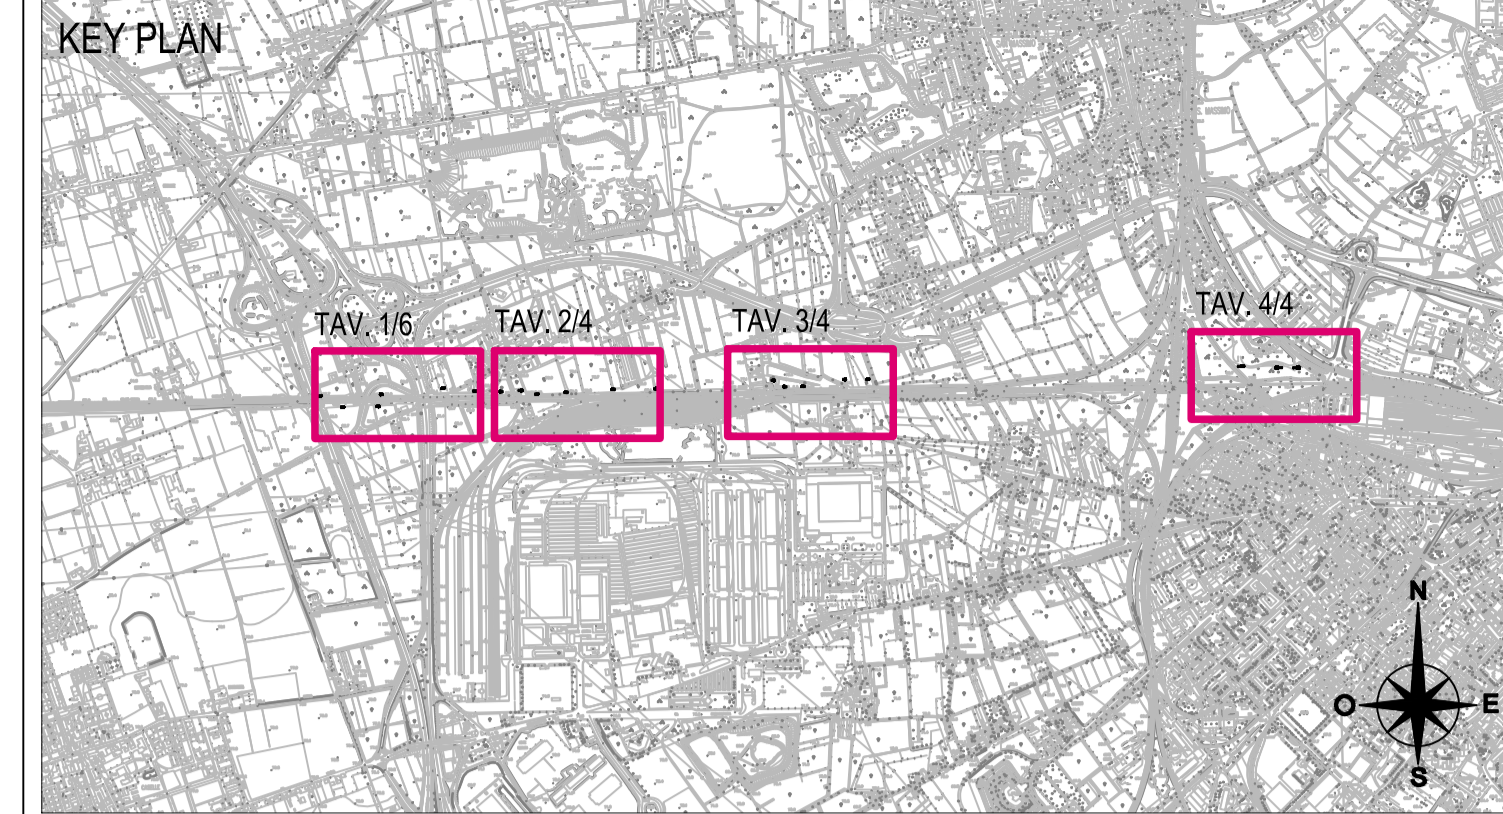 KEY PLAN
TAV. 1/6
TAV. 2/4
TAV. 3/4
TAV. 4/4
N
O
E
S